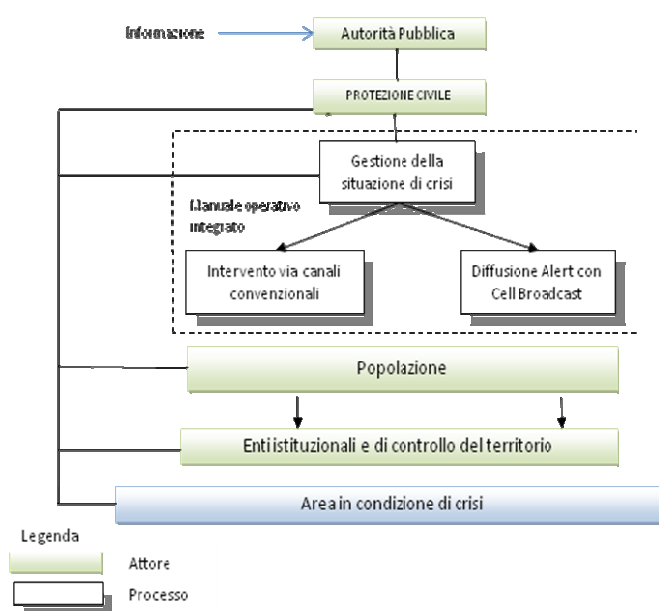 Informazione
Autorità Pubblica
PROTEZIONE CIVILE
Gestione della
situazione di crisi
Manuale operativo
integrato
Intervento via canali
convenzionali
Diffusione Alert con
Cell Broadcast
Popolazione
Enti istituzionali e di controllo del territorio
Area in condizione di crisi
Legenda
Attore
Processo